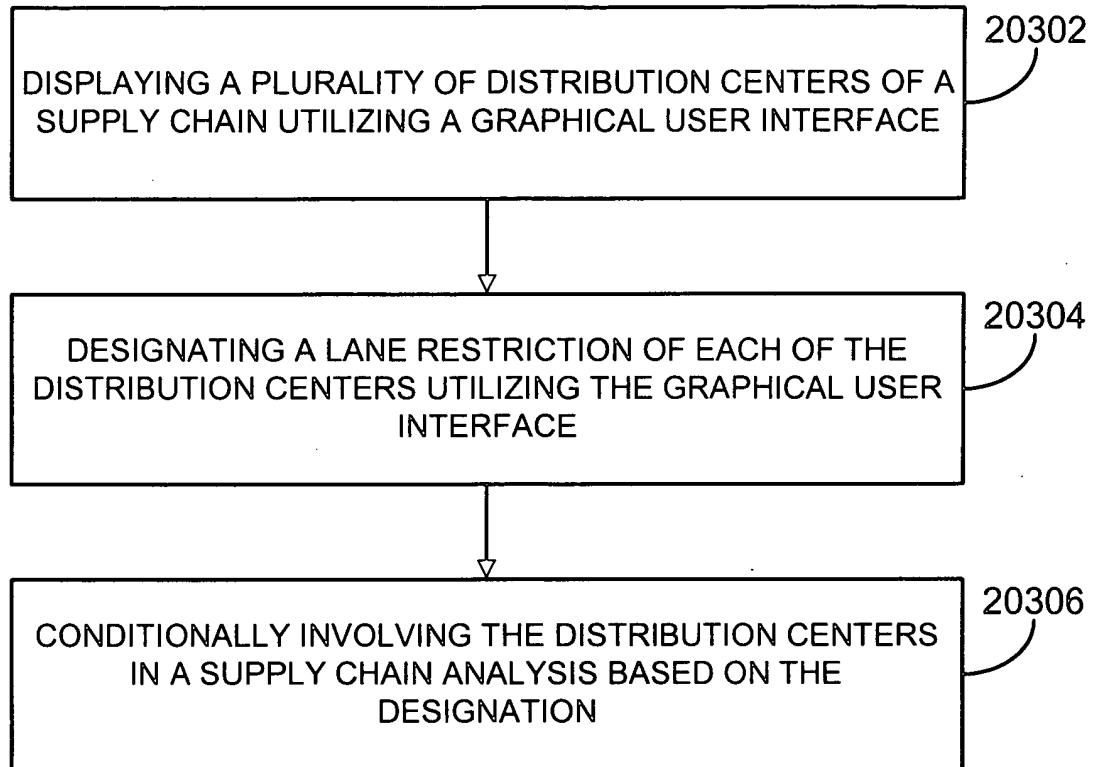 20302
DISPLAYING A PLURALITY OF DISTRIBUTION CENTERS OF A
SUPPLY CHAIN UTILIZING A GRAPHICAL USER INTERFACE
20304
DESIGNATING A LANE RESTRICTION OF EACH OF THE
DISTRIBUTION CENTERS UTILIZING THE GRAPHICAL USER
INTERFACE
20306
CONDITIONALLY INVOLVING THE DISTRIBUTION CENTERS
IN A SUPPLY CHAIN ANALYSIS BASED ON THE
DESIGNATION